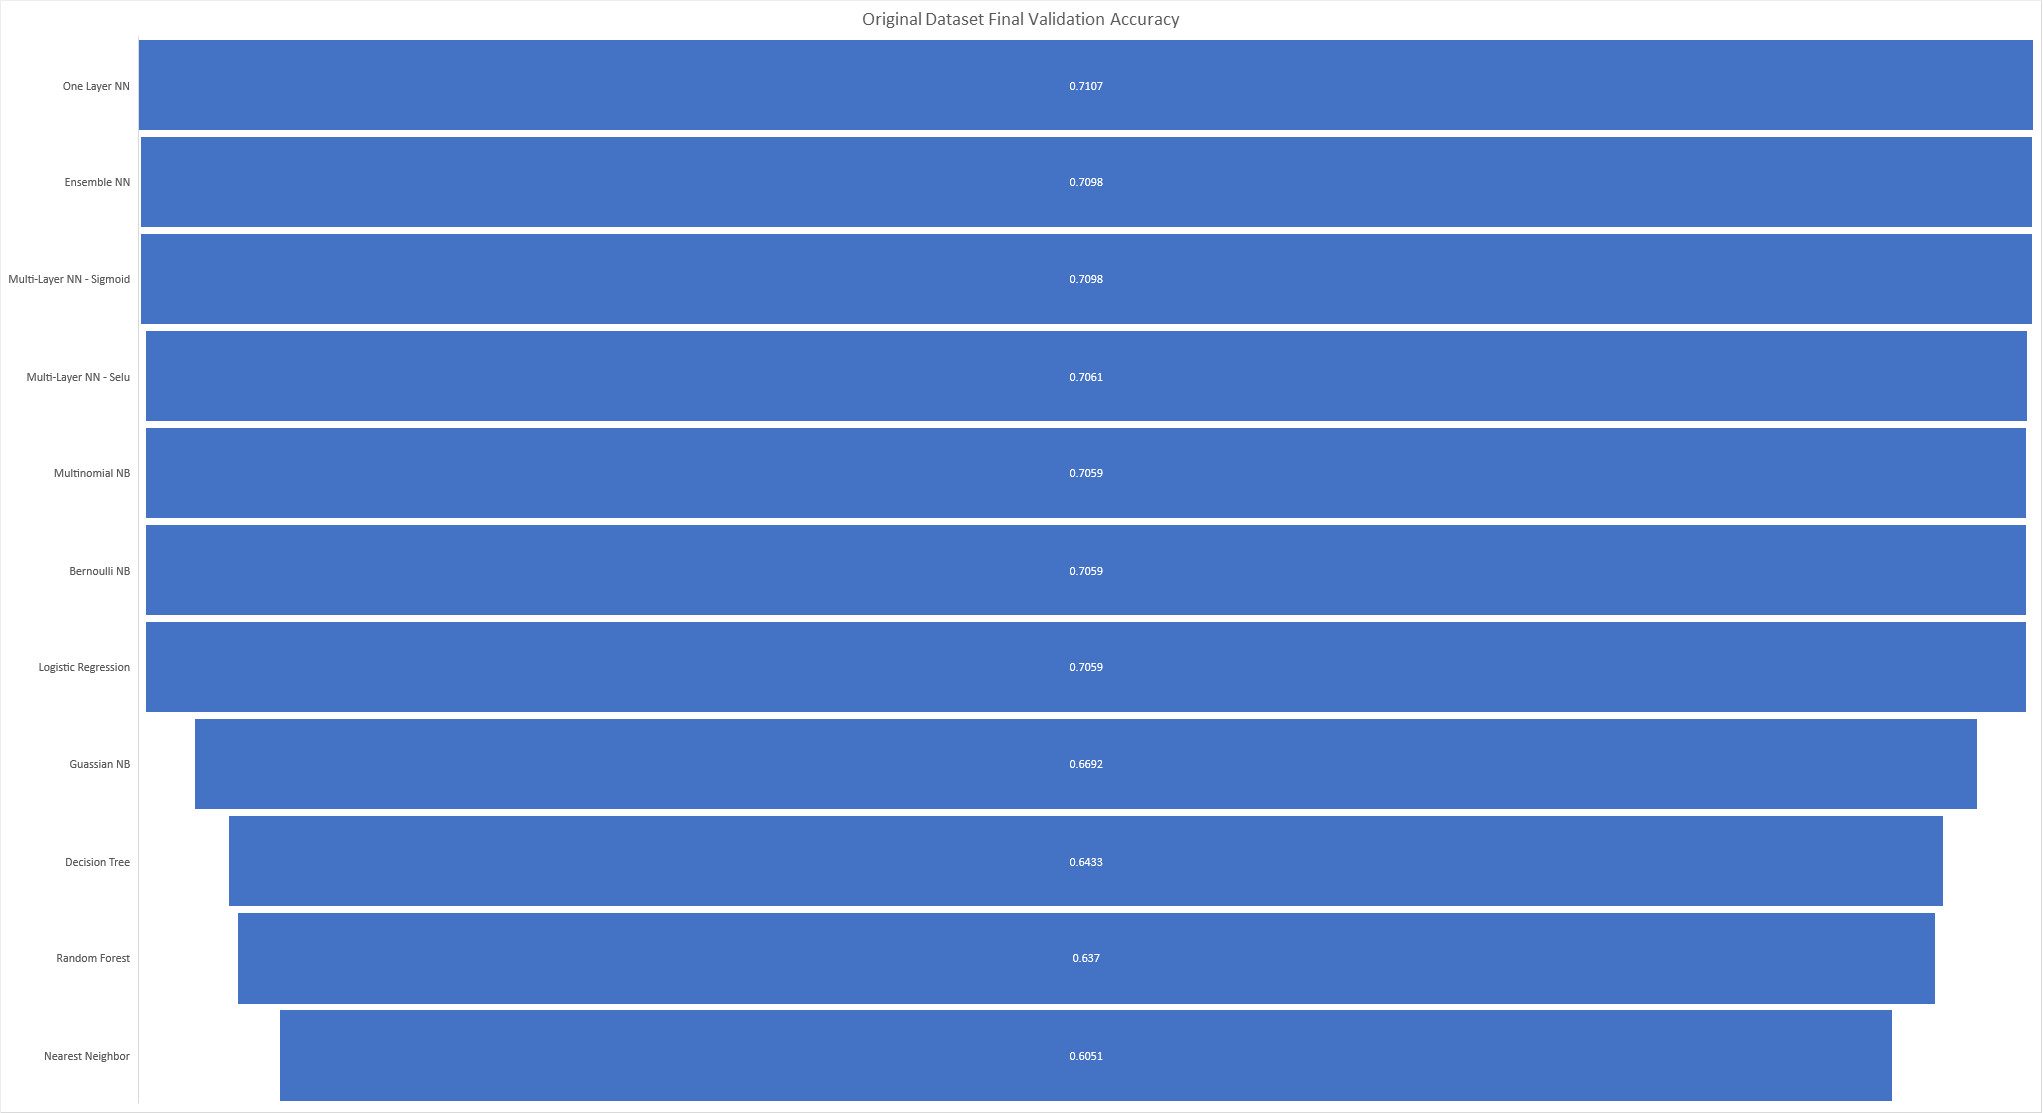 Original Dataset Final Validation Accuracy
One Layer NN 0.7107
Ensemble NN 0.7098
Multi-Layer NN - Sigmoid 0.7098
Multi-Layer NN - Selu 0.7061
Multinomial NB 0.7059
Bernoulli NB 0.7059
Logistic Regression 0.7059
Guassian NB 0.6692
Decision Tree 0.6433
Random Forest 0.637
Nearest Neighbor 0.6051